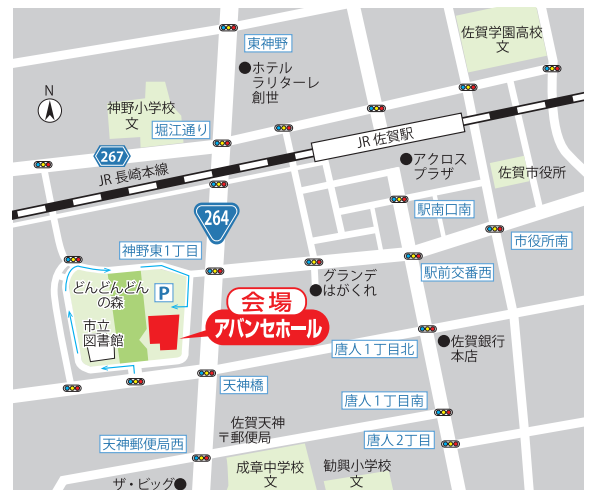 東神野
佐賀学園高校
文
ホテル
ラリターレ
創世
N
神野小学校
文
堀江通り
267
JR 長崎本線
JR 佐賀駅
アクロス
プラザ
佐賀市役所
264
駅南口南
市役所南
神野東1丁目
駅前交番西
どんどんどん
の森
P
グランデ
はがくれ
会場
アバンセホール
市立
図書館
唐人1丁目北
佐賀銀行
本店
天神橋
唐人1丁目南
佐賀天神
〒郵便局
天神郵便局西
唐人2丁目
成章中学校
文
勧興小学校
文
ザ・ビッグ